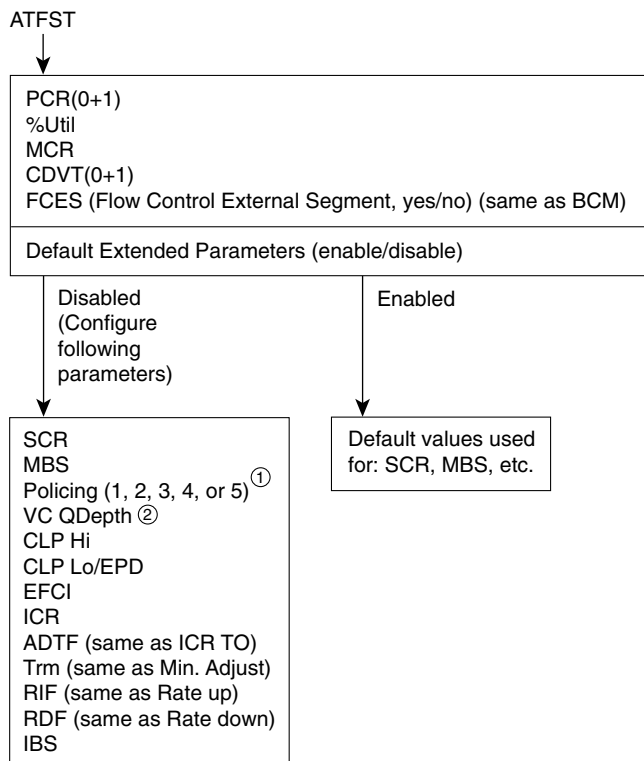 ATFST
PCR(0+1)
%Util
MCR
CDVT(0+1)
FCES (Flow Control External Segment, yes/no) (same as BCM)
Default Extended Parameters (enable/disable)
Disabled
(Configure
following
parameters)
Enabled
SCR
MBS
Policing (1, 2, 3, 4, or 5) ①
VC QDepth ②
CLP Hi
CLP Lo/EPD
EFCI
ICR
ADTF (same as ICR TO)
Trm (same as Min. Adjust)
RIF (same as Rate up)
RDF (same as Rate down)
IBS
Default values used
for: SCR, MBS, etc.